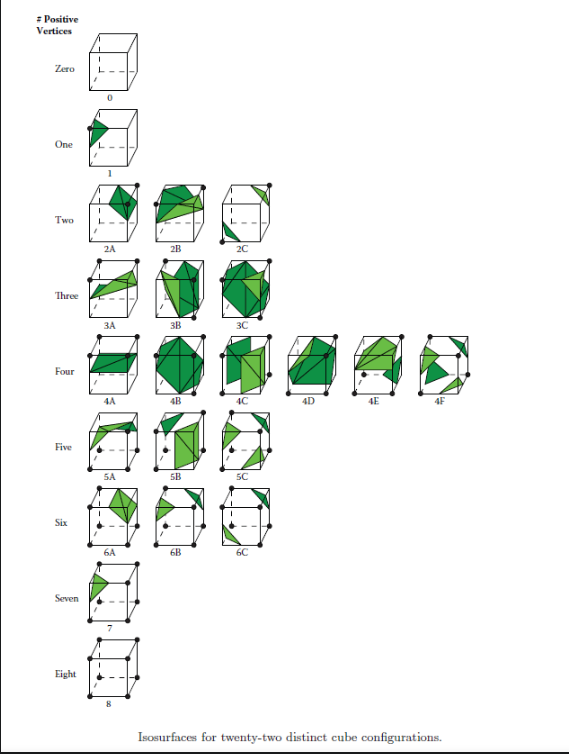 # Positive
Vertices
Zero
0
One
1
Two
2A 2B 2C
Three
3A 3B 3C
Four
4A 4B 4C 4D 4E 4F
Five
5A 5B 5C
Six
6A 6B 6C
Seven
7
Eight
8
Isosurfaces for twenty-two distinct cube configurations.